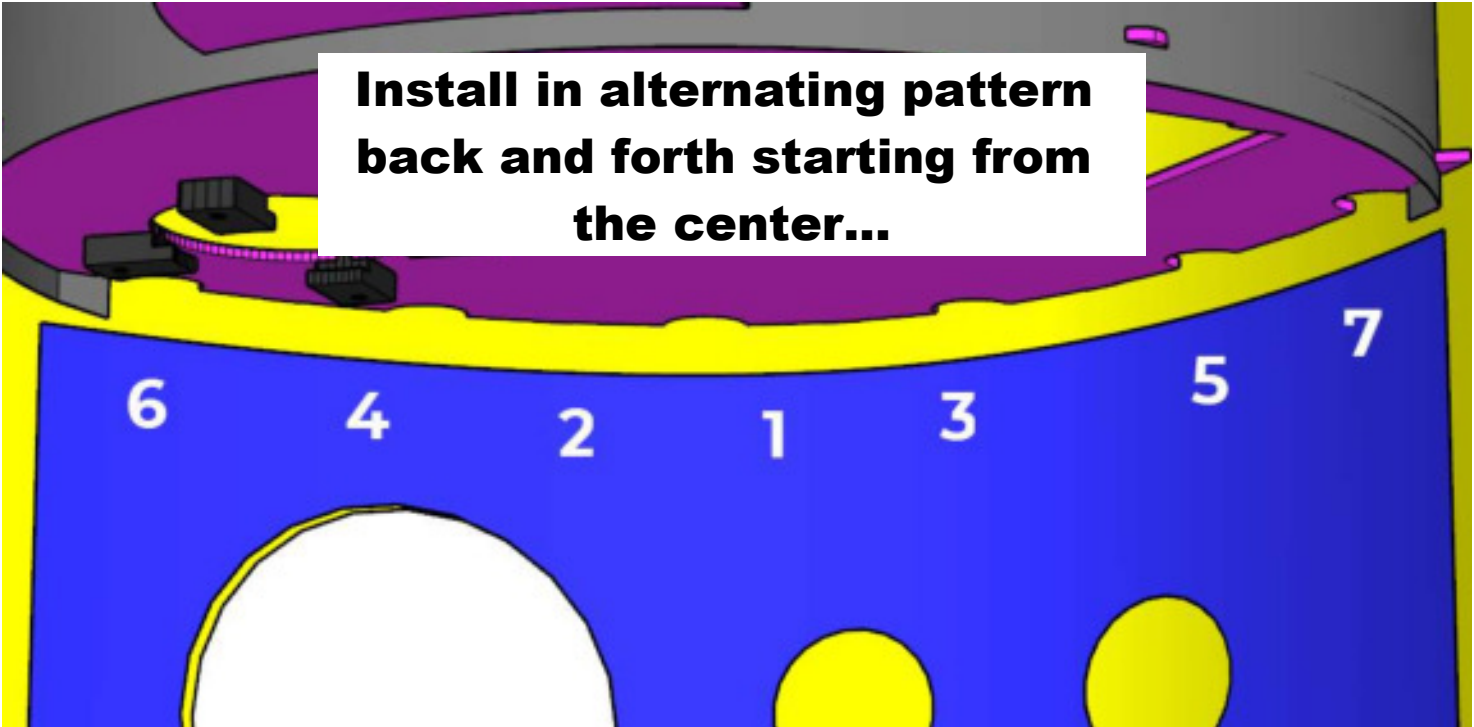 Install in alternating pattern
back and forth starting from
the center...
6 4 2 1 3 5 7